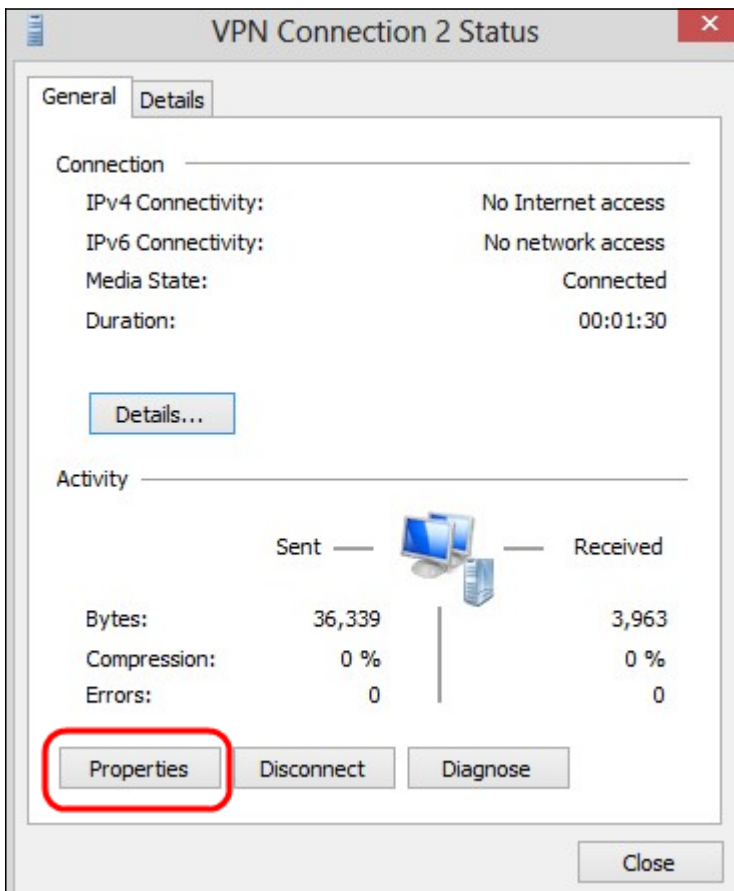 VPN Connection 2 Status
General Details
Connection
IPv4 Connectivity: No Internet access
IPv6 Connectivity: No network access
Media State: Connected
Duration: 00:01:30
Details...
Activity
Sent Received
Bytes: 36,339 3,963
Compression: 0 % 0 %
Errors: 0 0
Properties Disconnect Diagnose
Close